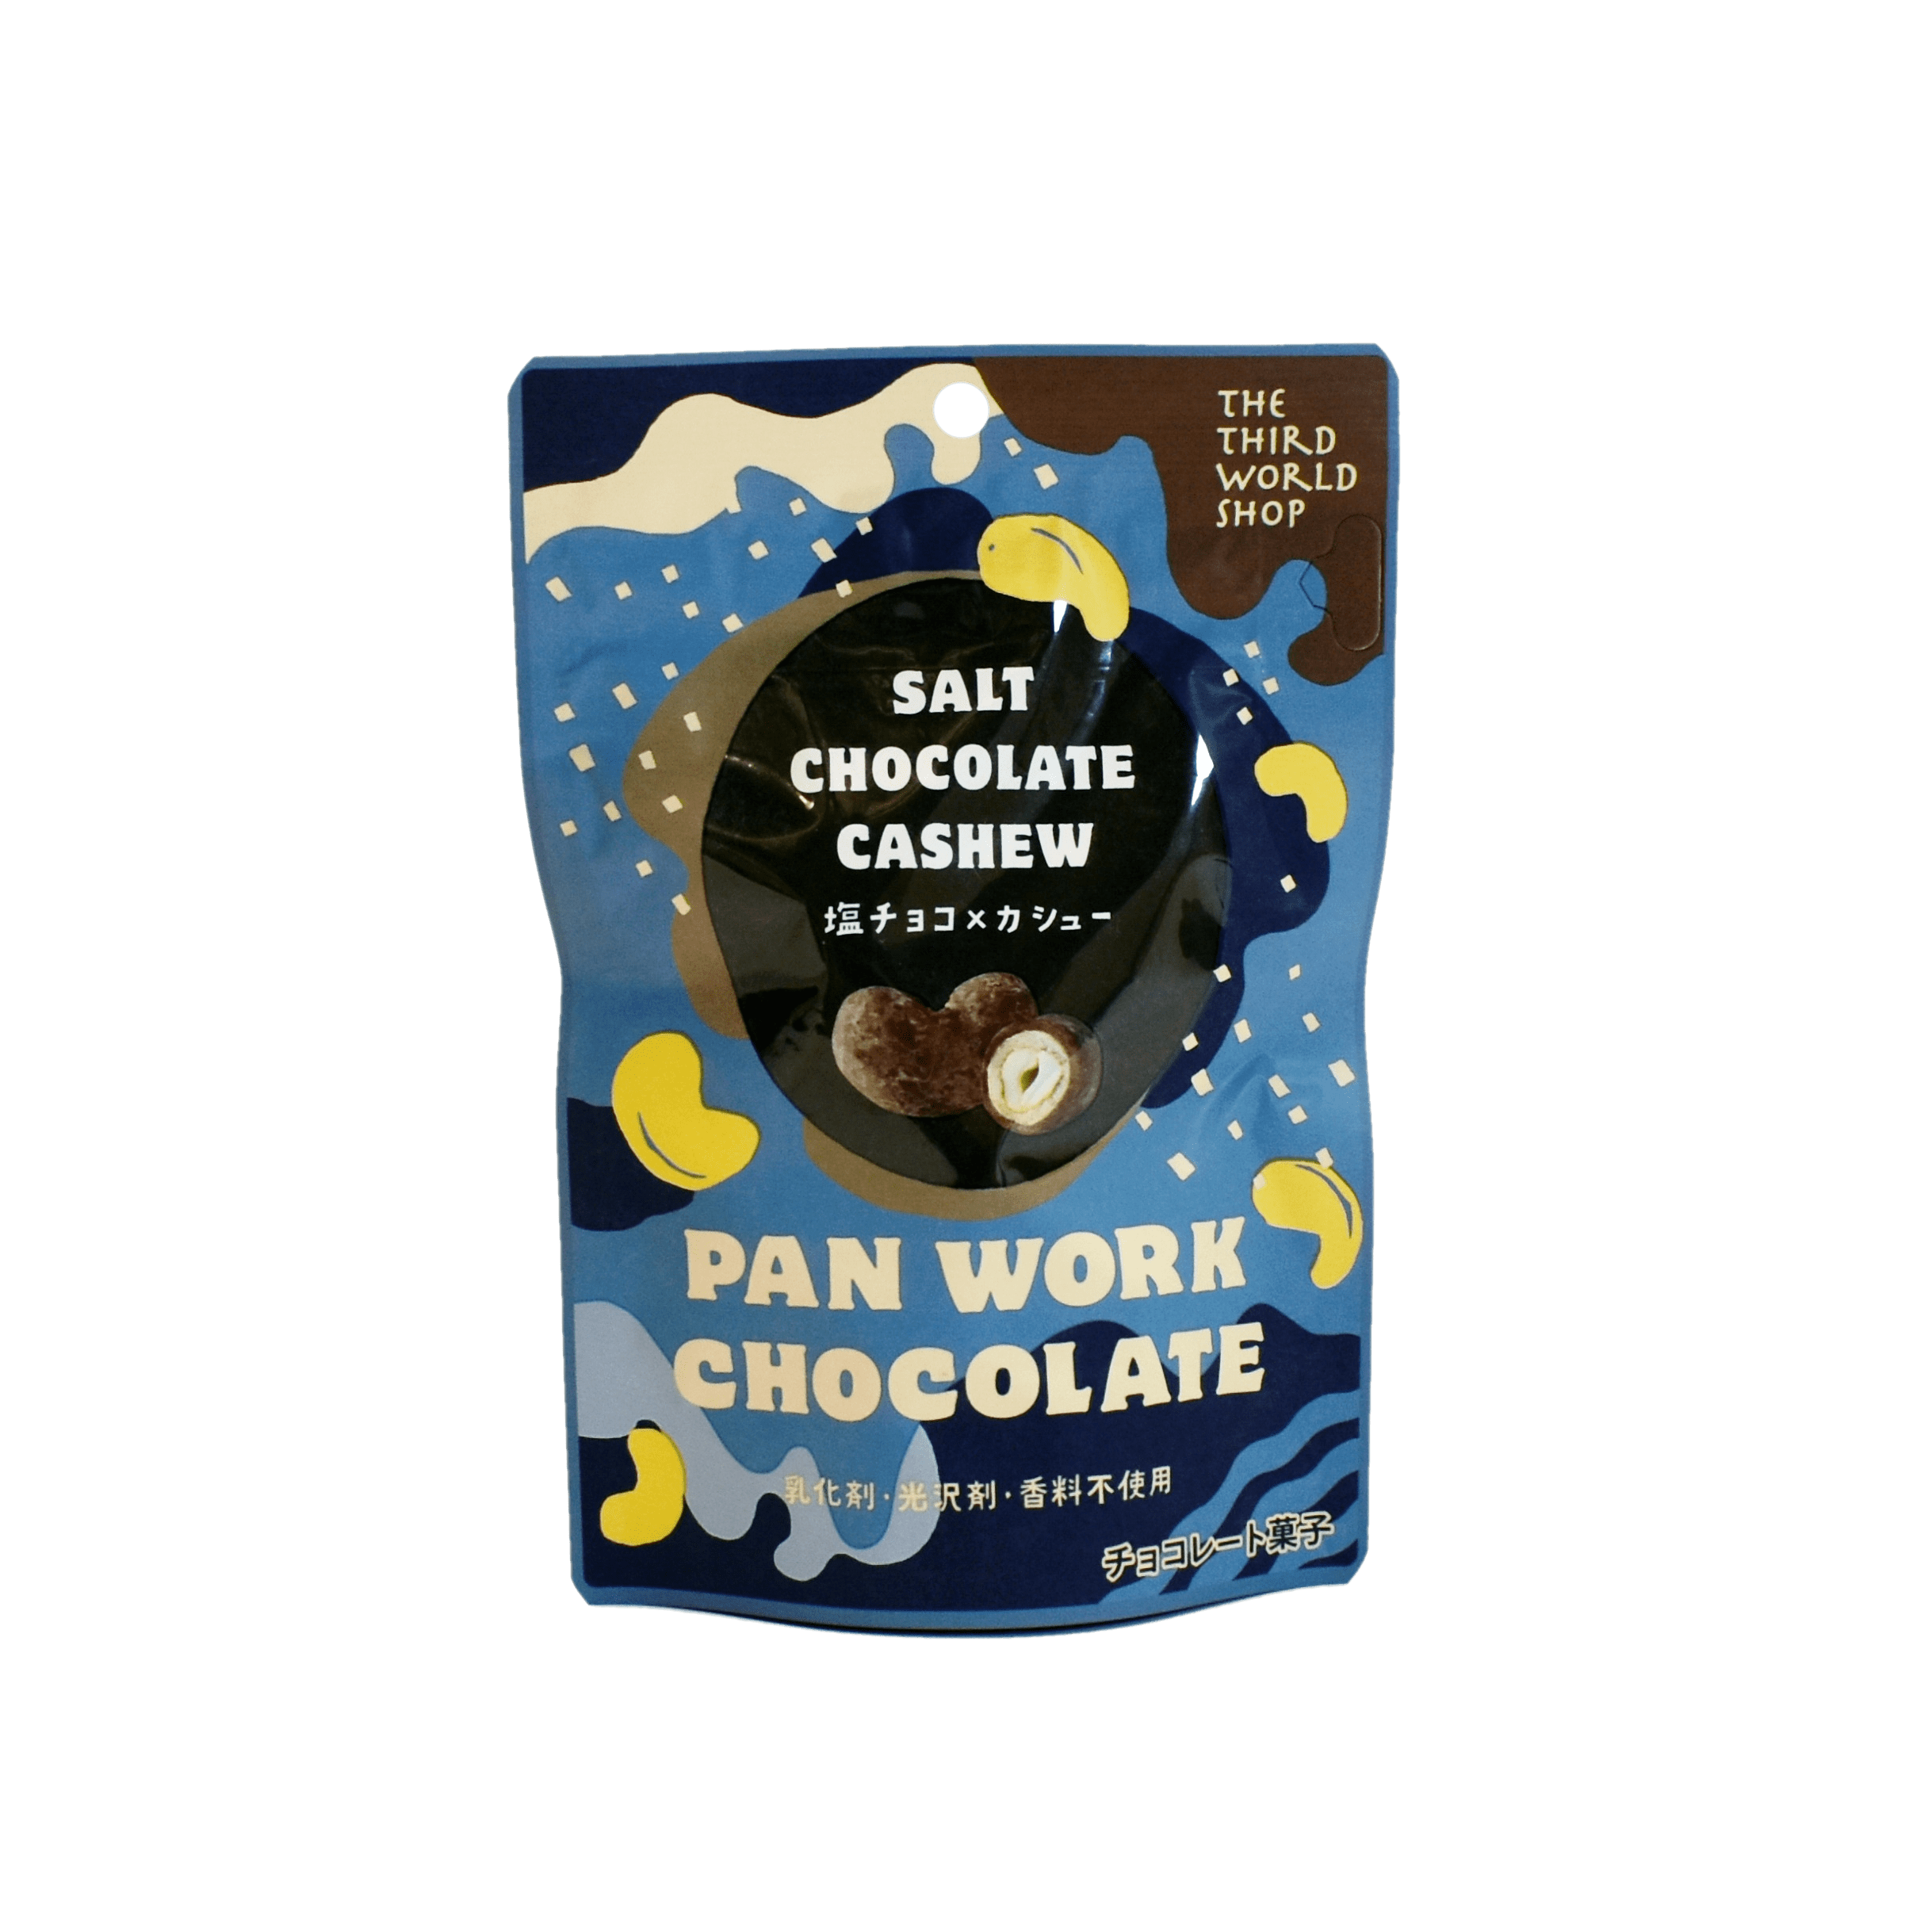 THE
THIRD
WORLD
SHOP
SALT
CHOCOLATE
CASHEW
塩チョコ×カシュー
PAN WORK
CHOCOLATE
乳化剤・光沢剤・香料不使用
チョコレート菓子